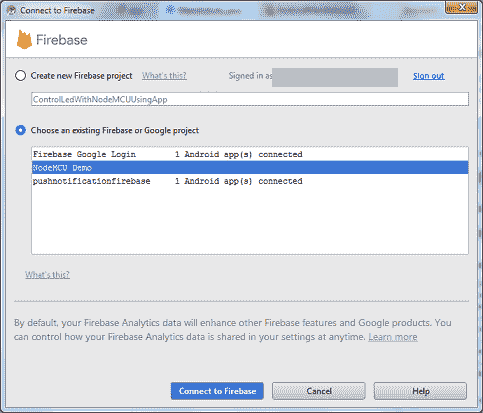 Connect to Firebase
Firebase
Create new Firebase project What's this? Signed in as Sign out
ControlLedWithNodeMCUUsingApp
Choose an existing Firebase or Google project
Firebase Google Login 1 Android app(s) connected
NodeMCU Demo
pushnotificationfirebase 1 Android app(s) connected
What's this?
By default, your Firebase Analytics data will enhance other Firebase features and Google products. You
can control how your Firebase Analytics data is shared in your settings at anytime. Learn more
Connect to Firebase Cancel Help